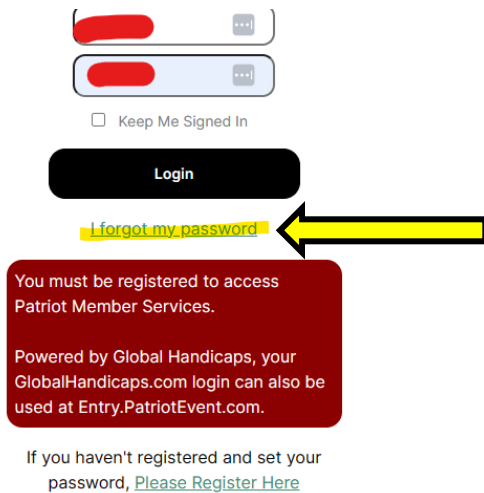 Keep Me Signed In
Login
I forgot my password
You must be registered to access
Patriot Member Services.
Powered by Global Handicaps, your
GlobalHandicaps.com login can also be
used at Entry.PatriotEvent.com.
If you haven't registered and set your
password, Please Register Here